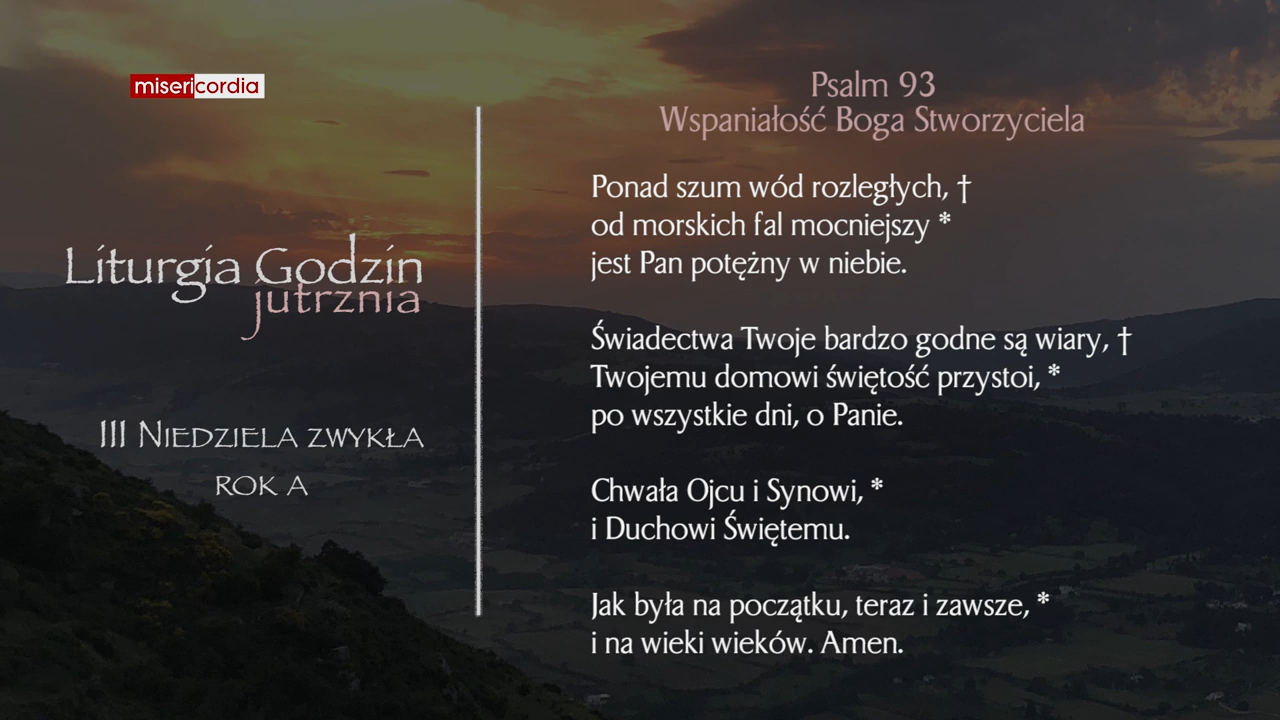 misericordia
Liturgia Godzin
jutrznia
III Niedziela zwykła
rok A
Psalm 93
Wspaniałość Boga Stworzyciela
Ponad szum wód rozległych, †
od morskich fal mocniejszy *
jest Pan potężny w niebie.
Świadectwa Twoje bardzo godne są wiary, †
Twojemu domowi świętość przystoi, *
po wszystkie dni, o Panie.
Chwała Ojcu i Synowi, *
i Duchowi Świętemu.
Jak była na początku, teraz i zawsze, *
i na wieki wieków. Amen.